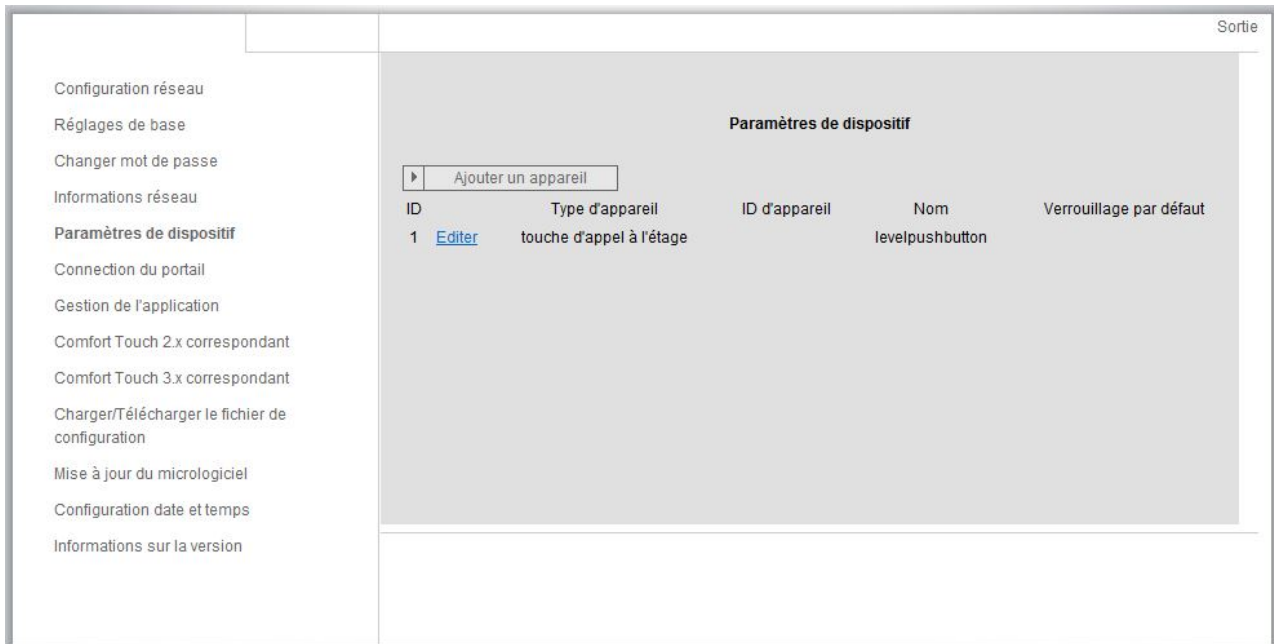 Sortie
Configuration réseau
Réglages de base
Changer mot de passe
Informations réseau
Paramètres de dispositif
Connection du portail
Gestion de l'application
Comfort Touch 2.x correspondant
Comfort Touch 3.x correspondant
Charger/Télécharger le fichier de
configuration
Mise à jour du micrologiciel
Configuration date et temps
Informations sur la version
Paramètres de dispositif
Ajouter un appareil
ID Type d'appareil ID d'appareil Nom Verrouillage par défaut
1 Editer touche d'appel à l'étage levelpushbutton